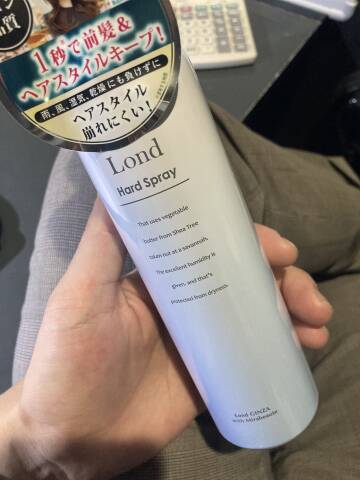 質
1秒で前髪&
ヘアスタイルキープ!
雨、風、湿気、乾燥にも負けずに
ヘアスタイル
崩れにくい!
Lond
Hard Spray
That uses vegetable
butter from Shea Tree
taken out at a savannah.
The excellent humidity is
given, and that's
protected from dryness.
Lond GINZA
with Mirabeauté